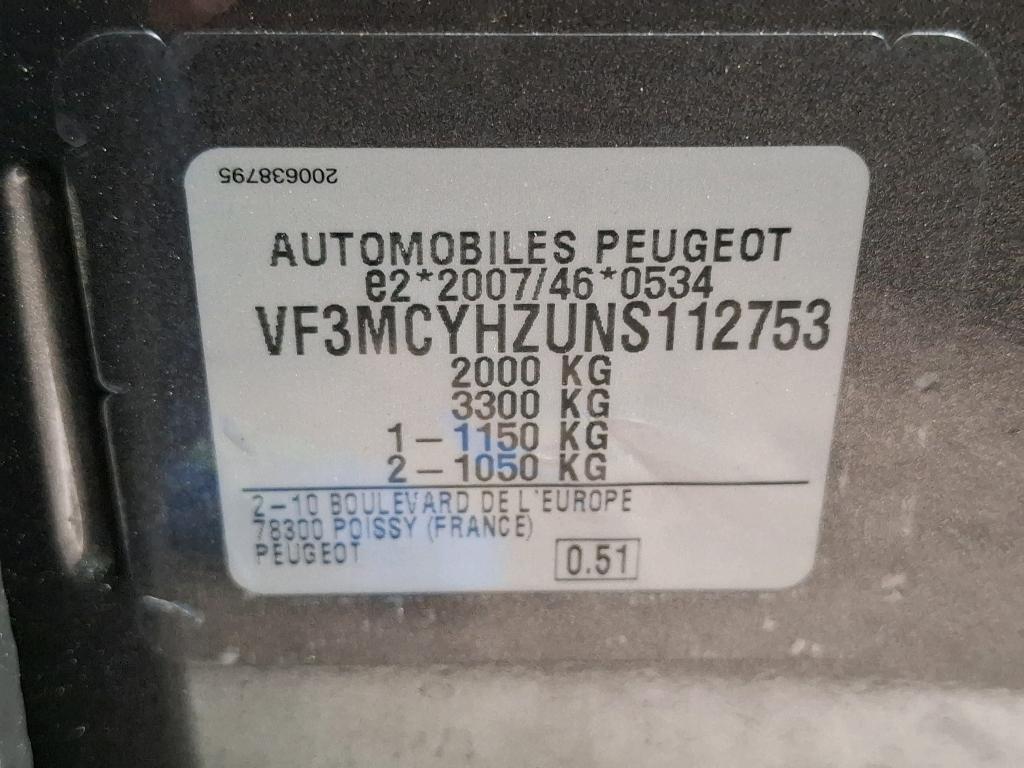 200638795
AUTOMOBILES PEUGEOT
e2*2007/46*0534
VF3MCYHZUNS112753
2000 KG
3300 KG
1-1150 KG
2-1050 KG
2-10 BOULEVARD DE L'EUROPE
78300 POISSY (FRANCE)
PEUGEOT
0.51